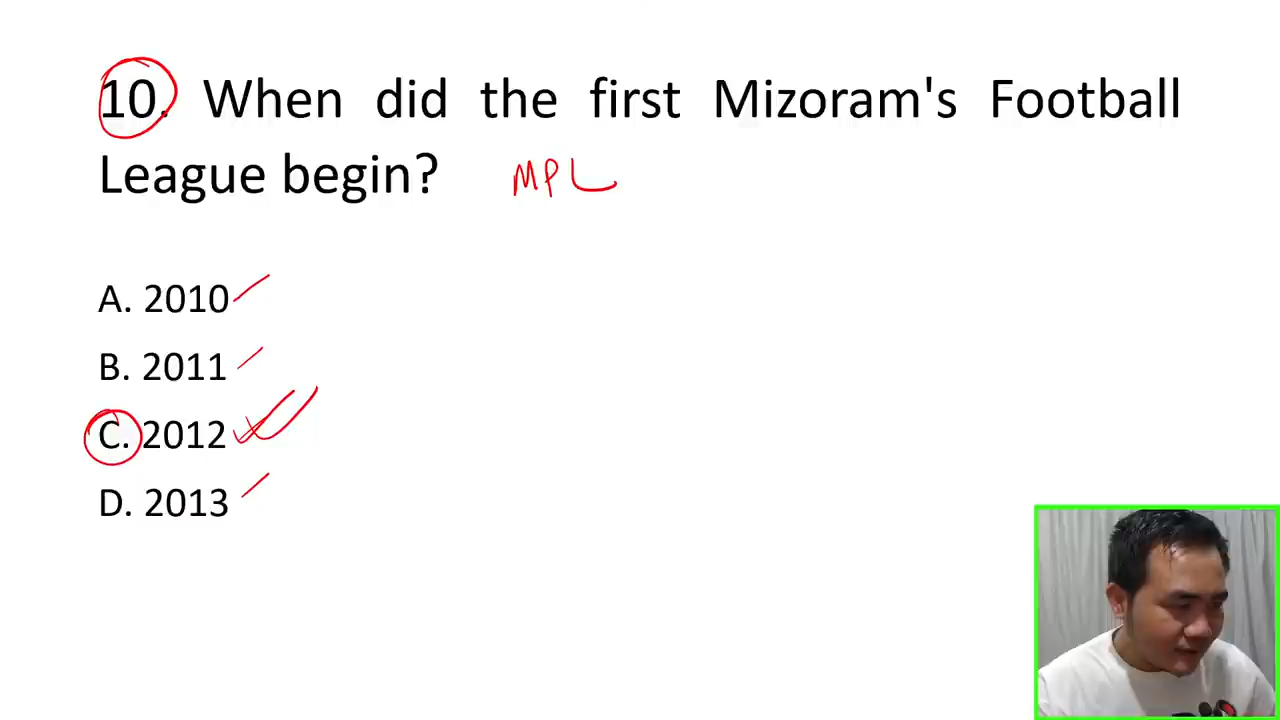 10. When did the first Mizoram's Football
League begin? MPL
A. 2010
B. 2011
C. 2012
D. 2013